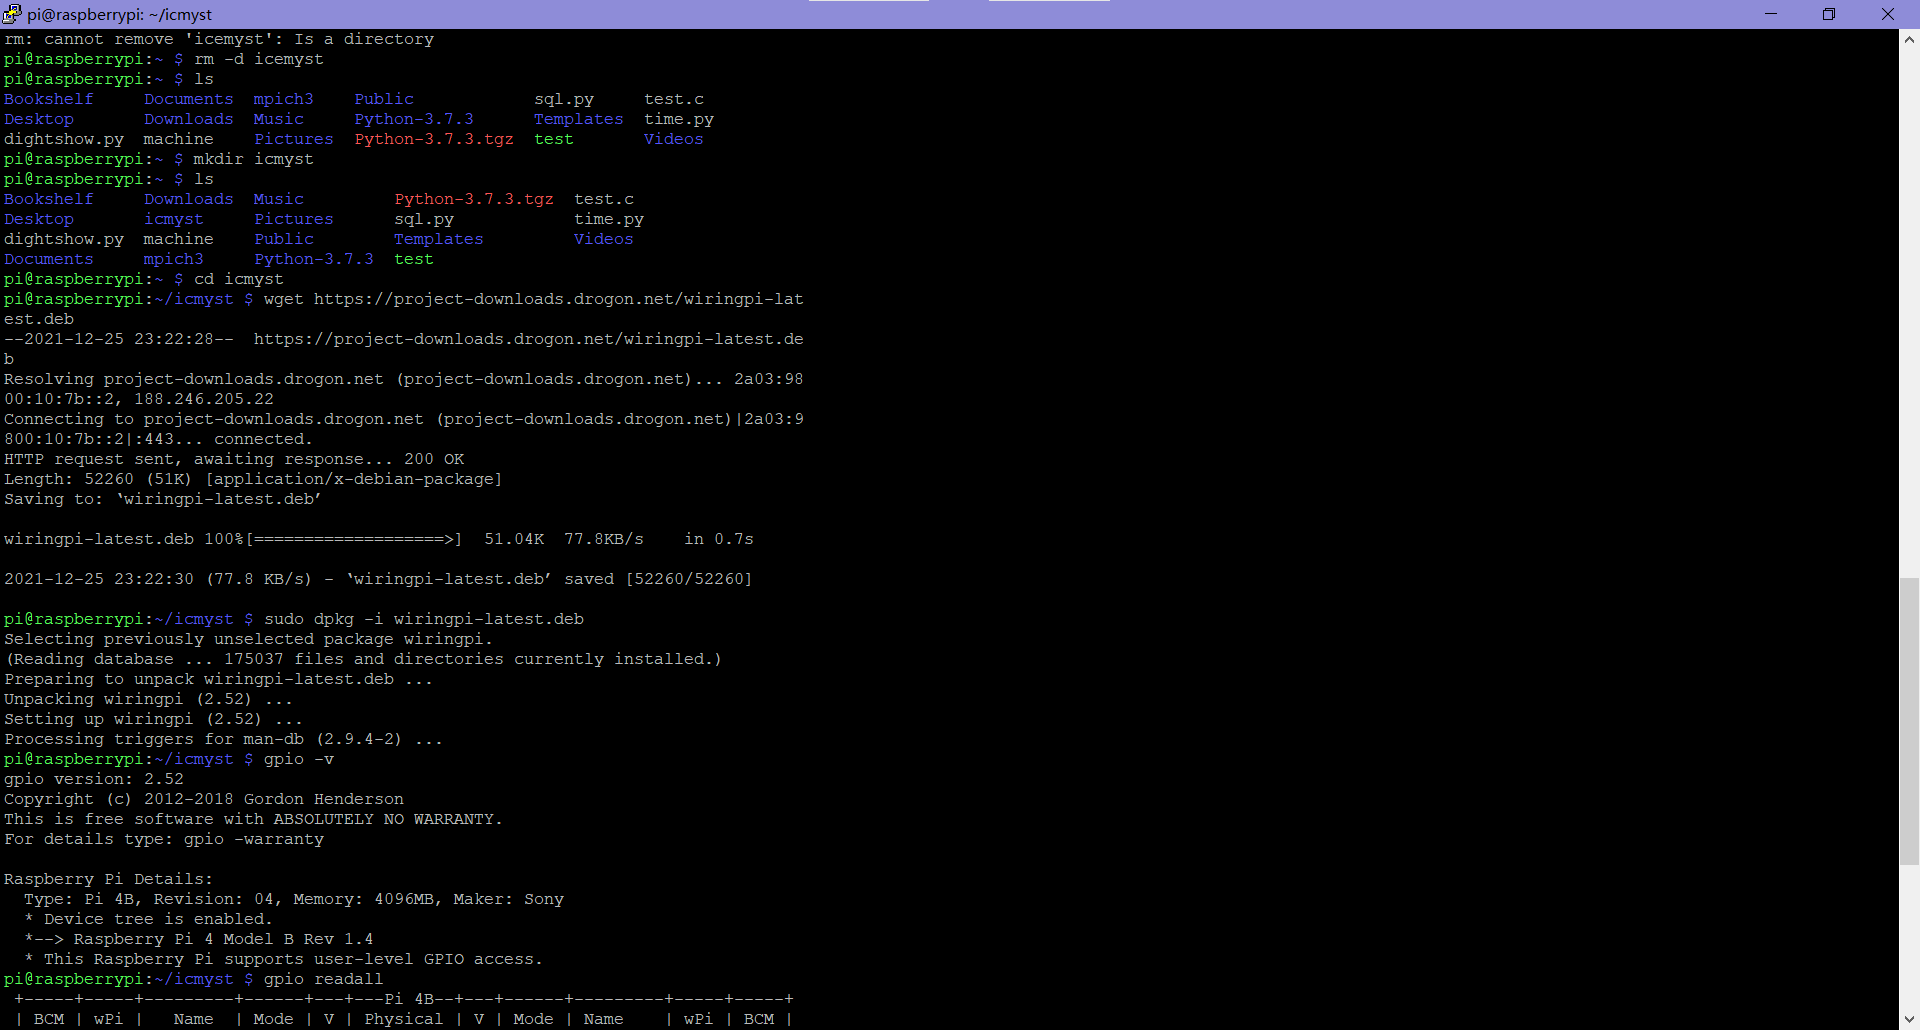 pi@raspberrypi: ~/icmyst
rm: cannot remove 'icemyst': Is a directory
pi@raspberrypi:~ $ rm -d icemyst
pi@raspberrypi:~ $ ls
Bookshelf     Documents  mpich3    Public            sql.py     test.c
Desktop       Downloads  Music     Python-3.7.3      Templates  time.py
dightshow.py  machine    Pictures  Python-3.7.3.tgz  test       Videos
pi@raspberrypi:~ $ mkdir icmyst
pi@raspberrypi:~ $ ls
Bookshelf     Downloads  Music         Python-3.7.3.tgz  test.c
Desktop       icmyst     Pictures      sql.py            time.py
dightshow.py  machine    Public        Templates         Videos
Documents     mpich3     Python-3.7.3  test
pi@raspberrypi:~ $ cd icmyst
pi@raspberrypi:~/icmyst $ wget https://project-downloads.drogon.net/wiringpi-lat
est.deb
--2021-12-25 23:22:28--  https://project-downloads.drogon.net/wiringpi-latest.de
b
Resolving project-downloads.drogon.net (project-downloads.drogon.net)... 2a03:98
00:10:7b::2, 188.246.205.22
Connecting to project-downloads.drogon.net (project-downloads.drogon.net)|2a03:9
800:10:7b::2|:443... connected.
HTTP request sent, awaiting response... 200 OK
Length: 52260 (51K) [application/x-debian-package]
Saving to: ‘wiringpi-latest.deb’
wiringpi-latest.deb 100%[===================>]  51.04K  77.8KB/s    in 0.7s
2021-12-25 23:22:30 (77.8 KB/s) - ‘wiringpi-latest.deb’ saved [52260/52260]
pi@raspberrypi:~/icmyst $ sudo dpkg -i wiringpi-latest.deb
Selecting previously unselected package wiringpi.
(Reading database ... 175037 files and directories currently installed.)
Preparing to unpack wiringpi-latest.deb ...
Unpacking wiringpi (2.52) ...
Setting up wiringpi (2.52) ...
Processing triggers for man-db (2.9.4-2) ...
pi@raspberrypi:~/icmyst $ gpio -v
gpio version: 2.52
Copyright (c) 2012-2018 Gordon Henderson
This is free software with ABSOLUTELY NO WARRANTY.
For details type: gpio -warranty
Raspberry Pi Details:
  Type: Pi 4B, Revision: 04, Memory: 4096MB, Maker: Sony
  * Device tree is enabled.
  *--> Raspberry Pi 4 Model B Rev 1.4
  * This Raspberry Pi supports user-level GPIO access.
pi@raspberrypi:~/icmyst $ gpio readall
 +-----+-----+---------+------+---+---Pi 4B--+---+------+---------+-----+-----+
 | BCM | wPi |   Name  | Mode | V | Physical | V | Mode | Name    | wPi | BCM |